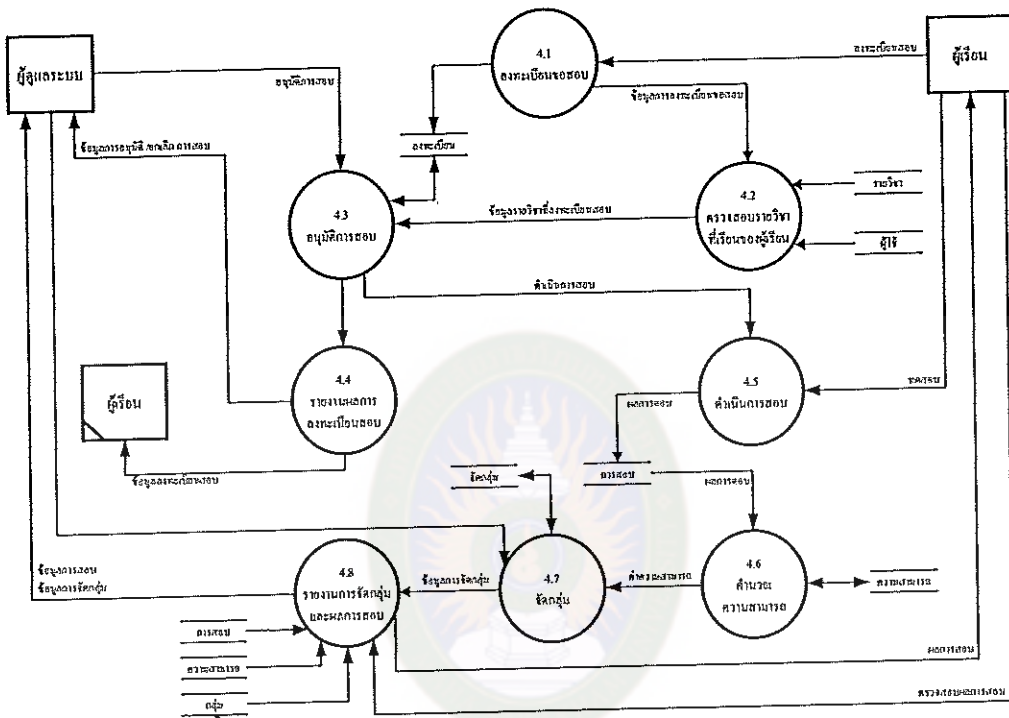 ผู้ดูแลระบบ
4.1
ลงทะเบียนขอสอบ
ลงทะเบียนสอบ
ผู้เรียน
อนุมัติการสอบ
ข้อมูลการลงทะเบียนขอสอบ
ลงทะเบียน
ข้อมูลการอนุมัติ/ยกเลิก การสอบ
4.3
อนุมัติการสอบ
ข้อมูลรายวิชาที่ลงทะเบียนสอบ
4.2
ตรวจสอบรายวิชา
ที่เรียนของผู้เรียน
รายวิชา
ผู้ใช้
ดำเนินการสอบ
4.4
รายงานผลการ
ลงทะเบียนสอบ
ผู้เรียน
4.5
ดำเนินการสอบ
ทดสอบ
ผลการสอบ
ข้อมูลลงทะเบียนสอบ
จัดกลุ่ม
การสอบ
ผลการสอบ
4.6
คำนวณ
ความสามารถ
ความสามารถ
ค่าความสามารถ
4.7
จัดกลุ่ม
ข้อมูลการจัดกลุ่ม
4.8
รายงานการจัดกลุ่ม
และผลการสอบ
ข้อมูลการสอบ
ข้อมูลการจัดกลุ่ม
การสอบ
ความสามารถ
กลุ่ม
ผลการสอบ
ตรวจสอบผลการสอบ